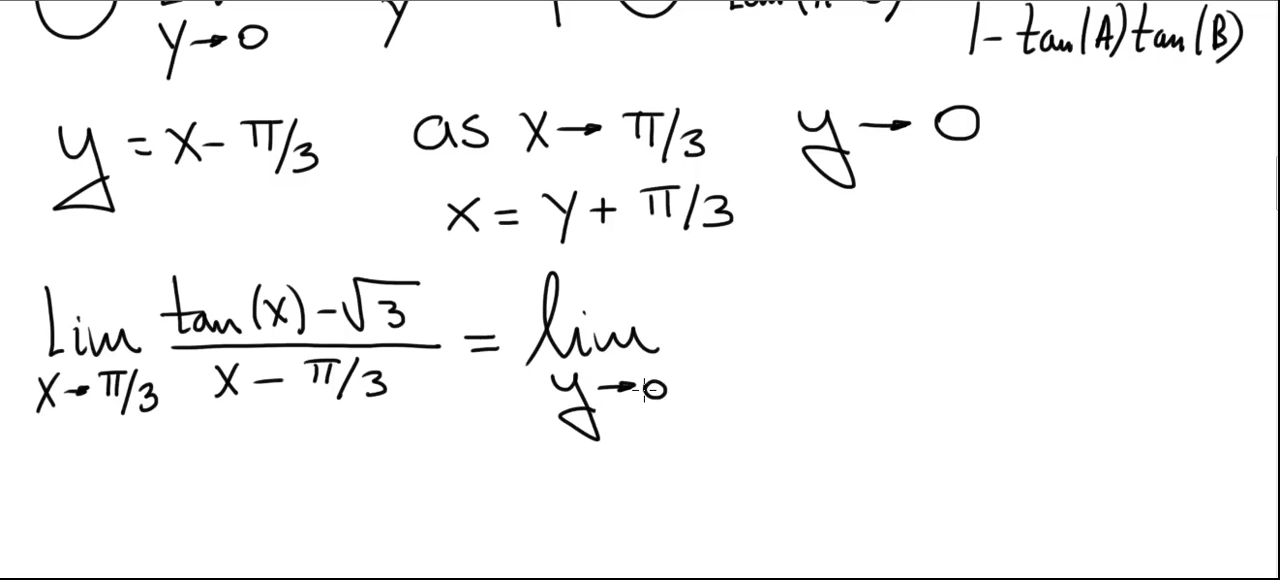 y→0 y
1- tan(A)tan(B)
y = x- π/3 as x→ π/3 y→ 0
x = y+ π/3
Lim tan(x)-√3 = lim
x→π/3 x- π/3 y→0